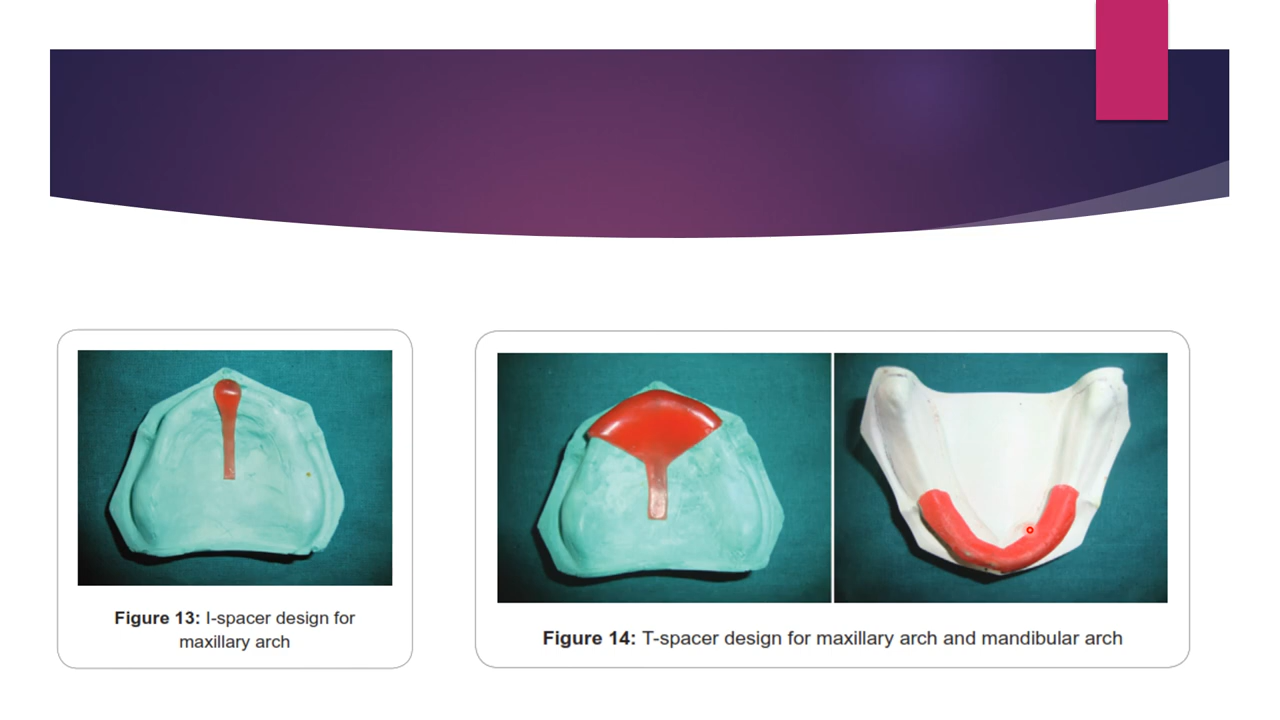 Figure 13: I-spacer design for
maxillary arch
Figure 14: T-spacer design for maxillary arch and mandibular arch